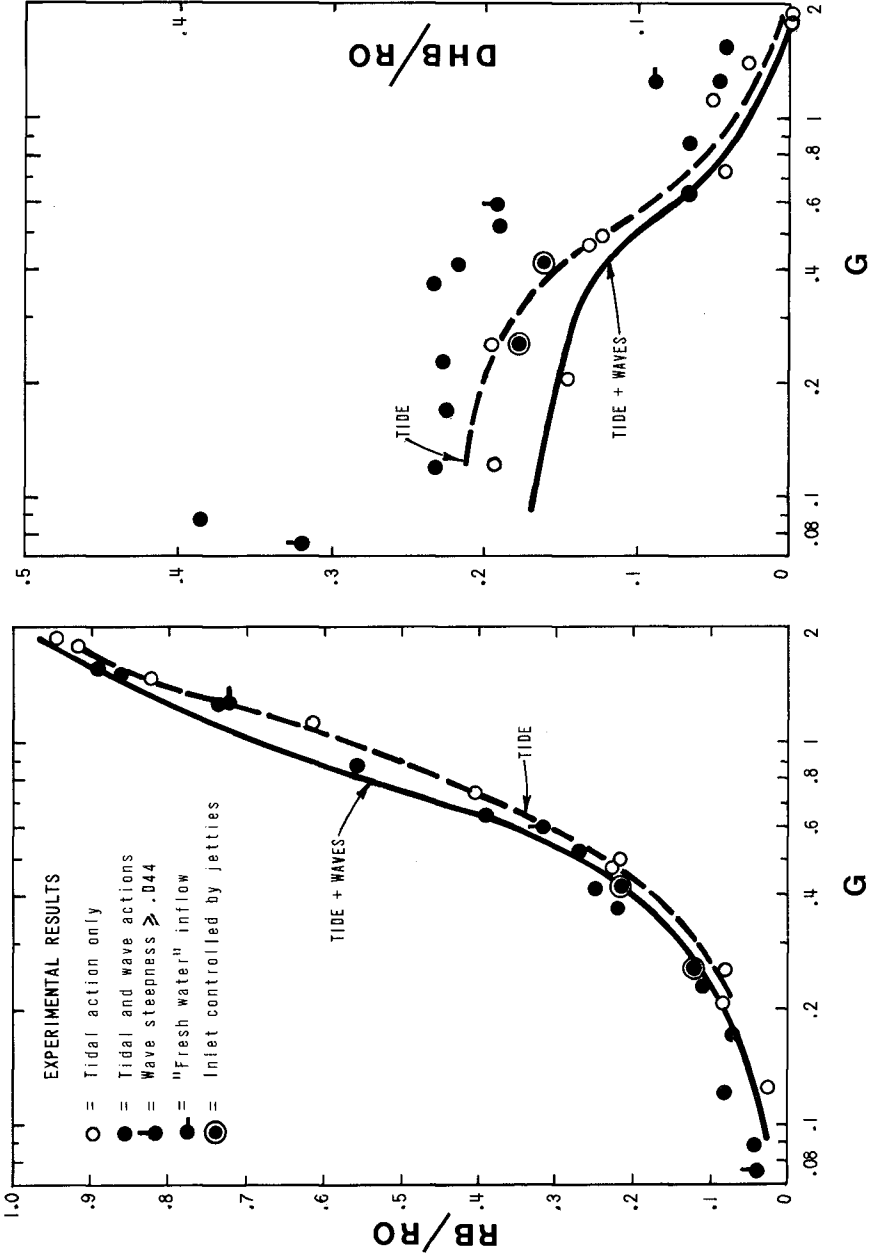 EXPERIMENTAL RESULTS
= Tidal action only
= Tidal and wave actions
= Wave steepness ⩾ .044
= "Fresh water" inflow
= Inlet controlled by jetties
TIDE + WAVES
TIDE
1.0
.9
.8
.7
.6
.5
.4
.3
.2
.1
0
RB/RO
.08
.1
.2
.4
.6
.8
1
2
G
TIDE
TIDE + WAVES
.5
.4
.3
.2
.1
0
.4
.1
DHB/RO
.08
.1
.2
.4
.6
.8
1
2
G